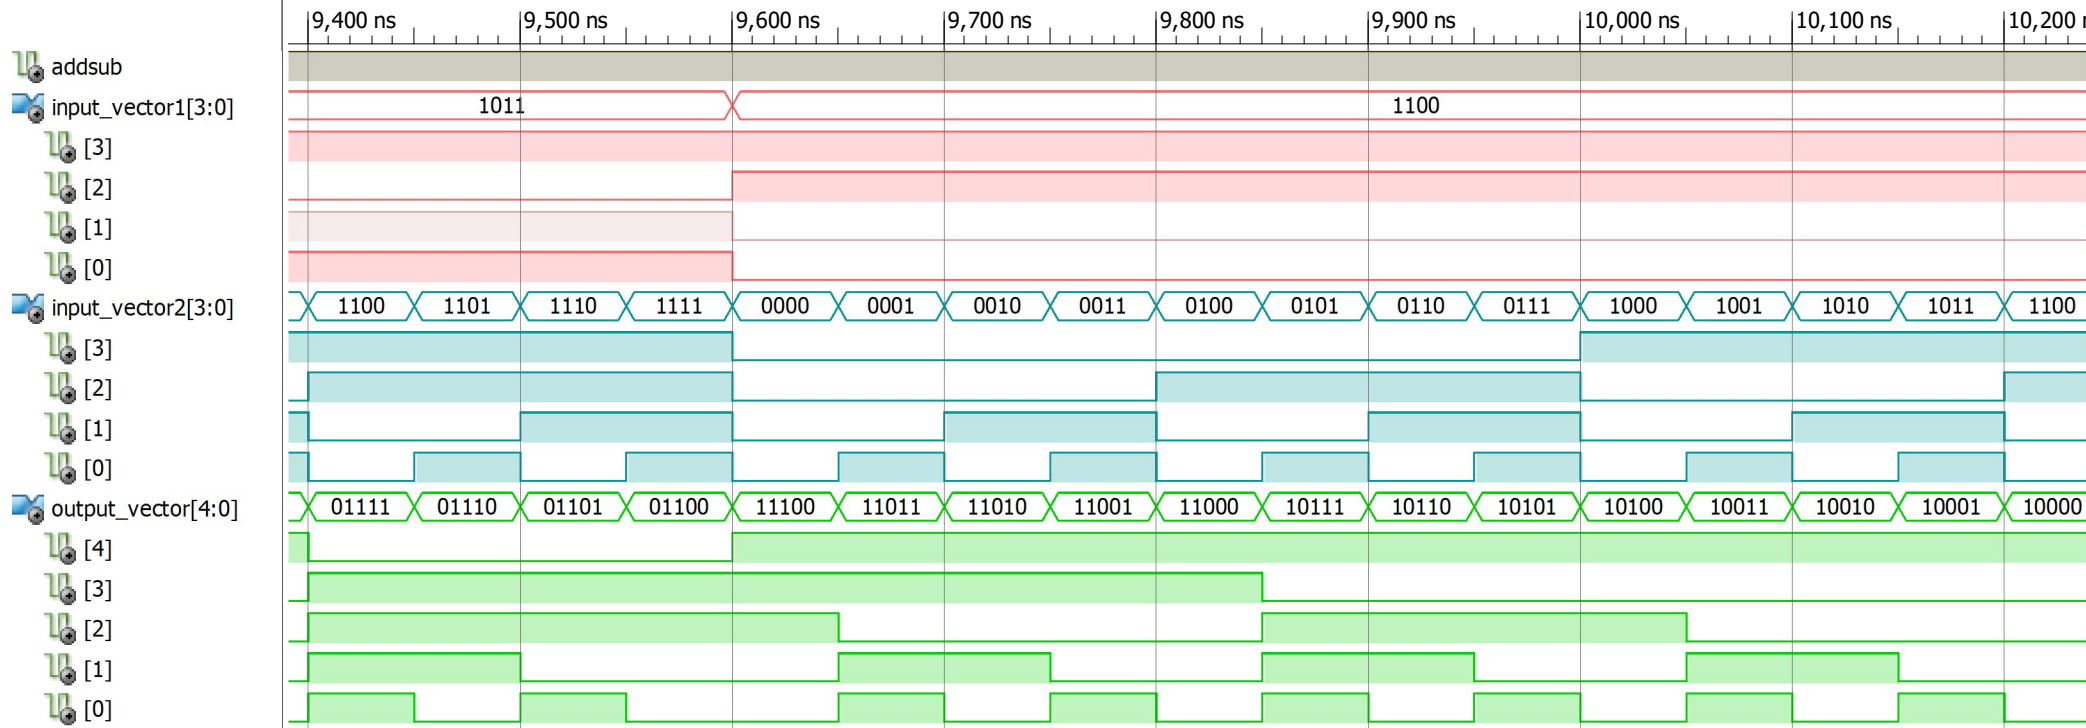 9,400 ns 9,500 ns 9,600 ns 9,700 ns 9,800 ns 9,900 ns 10,000 ns 10,100 ns 10,200 n
addsub
input_vector1[3:0] 1011 1100
[3]
[2]
[1]
[0]
input_vector2[3:0] 1100 1101 1110 1111 0000 0001 0010 0011 0100 0101 0110 0111 1000 1001 1010 1011 1100
[3]
[2]
[1]
[0]
output_vector[4:0] 01111 01110 01101 01100 11100 11011 11010 11001 11000 10111 10110 10101 10100 10011 10010 10001 10000
[4]
[3]
[2]
[1]
[0]